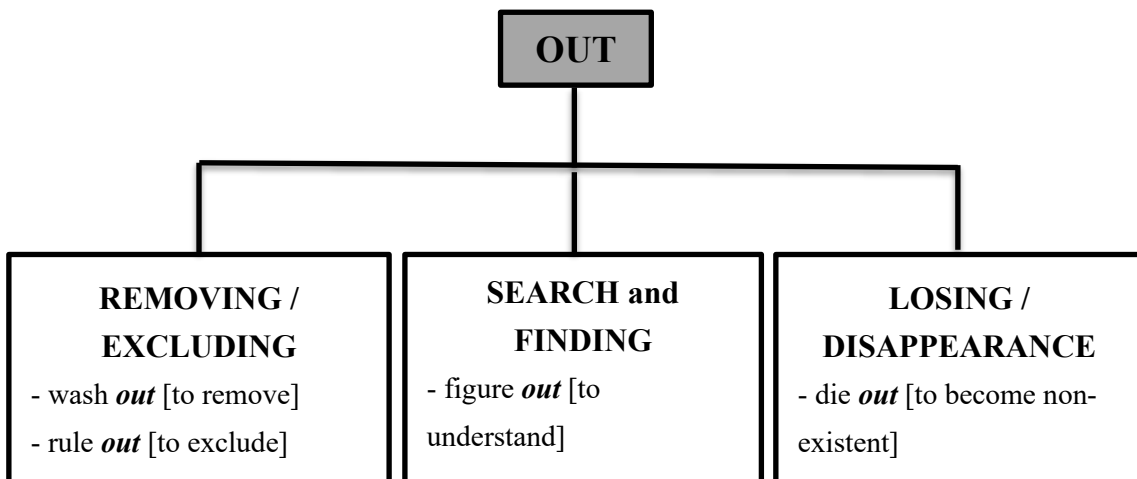 OUT
REMOVING /
EXCLUDING
- wash out [to remove]
- rule out [to exclude]
SEARCH and
FINDING
- figure out [to
understand]
LOSING /
DISAPPEARANCE
- die out [to become non-
existent]